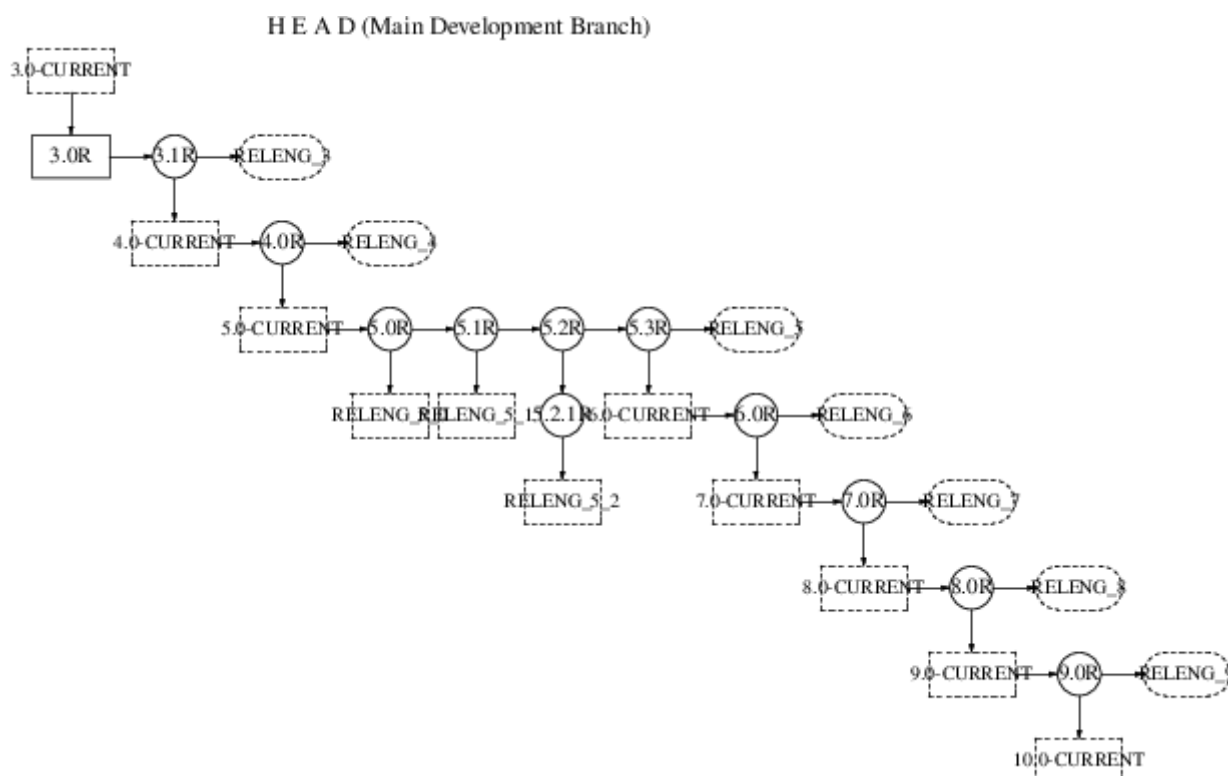 H E A D (Main Development Branch)
3.0-CURRENT
3.0R 3.1R RELENG_3
4.0-CURRENT 4.0R RELENG_4
5.0-CURRENT 5.0R 5.1R 5.2R 5.3R RELENG_5
RELENG_5_1 5.2.1R 6.0-CURRENT 6.0R RELENG_6
RELENG_5_2 7.0-CURRENT 7.0R RELENG_7
8.0-CURRENT 8.0R RELENG_8
9.0-CURRENT 9.0R RELENG_9
10.0-CURRENT